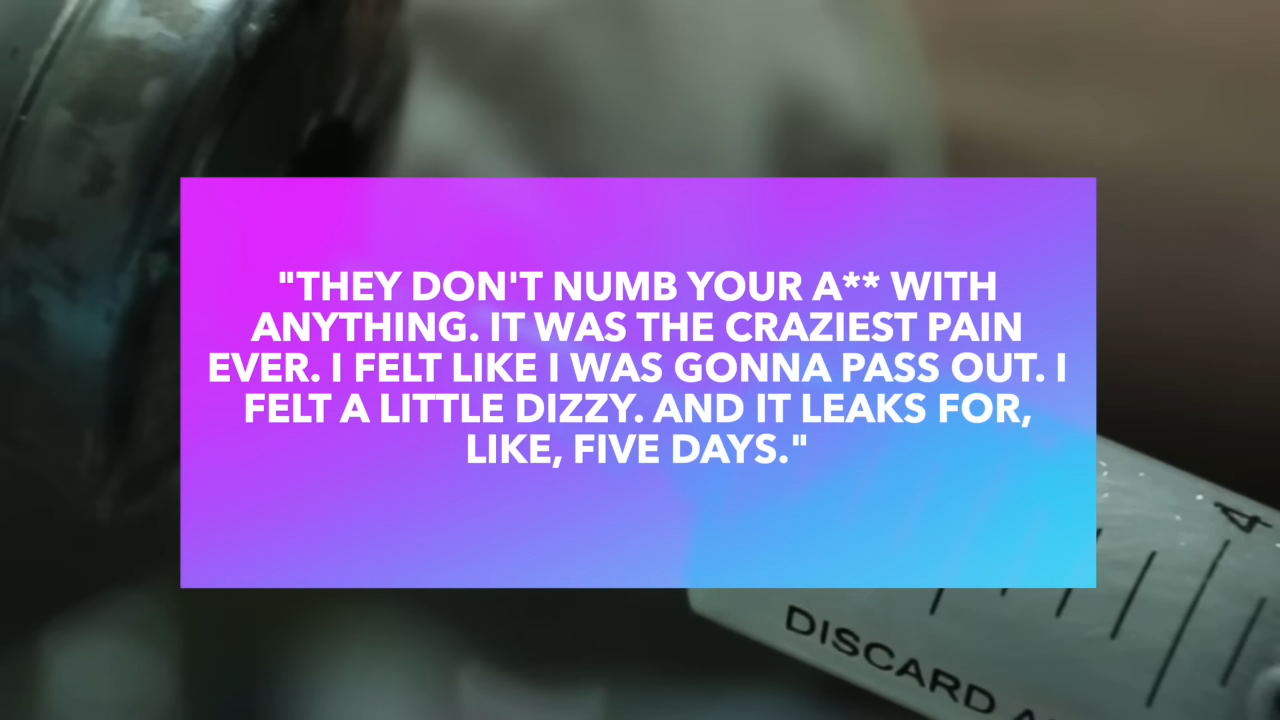 "THEY DON'T NUMB YOUR A** WITH
ANYTHING. IT WAS THE CRAZIEST PAIN
EVER. I FELT LIKE I WAS GONNA PASS OUT. I
FELT A LITTLE DIZZY. AND IT LEAKS FOR,
LIKE, FIVE DAYS."
4
DISCARD